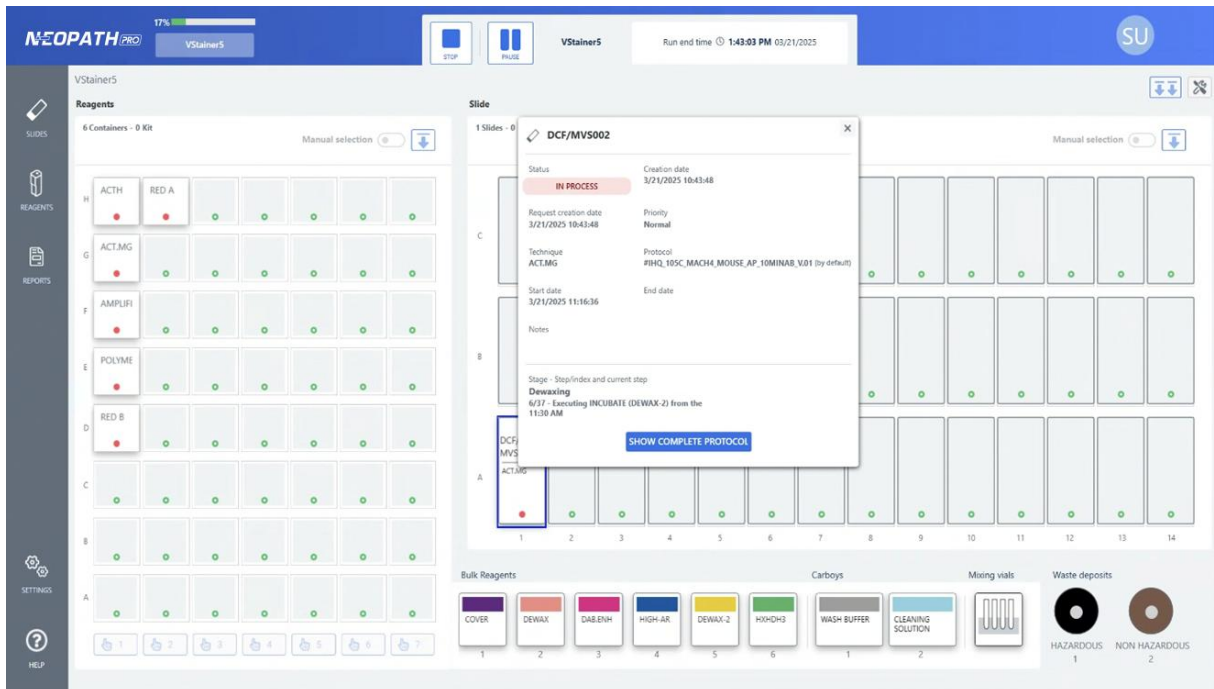 NEOPATH PRO
17%
VStainer5
STOP
PAUSE
VStainer5
Run end time 1:43:03 PM 03/21/2025
SU
SLIDES
REAGENTS
REPORTS
SETTINGS
HELP
VStainer5
Reagents
6 Containers - 0 Kit
Manual selection
H
ACTH
RED A
G
ACT.MG
F
AMPLIFI
E
POLYME
D
RED B
C
B
A
1 2 3 4 5 6 7
Slide
1 Slides - 0
Manual selection
C
B
A
DCF/
MVS
ACT.MG
1 2 3 4 5 6 7 8 9 10 11 12 13 14
DCF/MVS002
Status
IN PROCESS
Creation date
3/21/2025 10:43:48
Request creation date
3/21/2025 10:43:48
Priority
Normal
Technique
ACT.MG
Protocol
#IHQ_105C_MACH4_MOUSE_AP_10MINAB_V.01 (by default)
Start date
3/21/2025 11:16:36
End date
Notes
Stage - Step/index and current step
Dewaxing
6/37 - Executing INCUBATE (DEWAX-2) from the
11:30 AM
SHOW COMPLETE PROTOCOL
Bulk Reagents
COVER
DEWAX
DAB.ENH
HIGH-AR
DEWAX-2
HXHDH3
1 2 3 4 5 6
Carboys
WASH BUFFER
CLEANING
SOLUTION
1 2
Mixing vials
Waste deposits
HAZARDOUS
1
NON HAZARDOUS
2